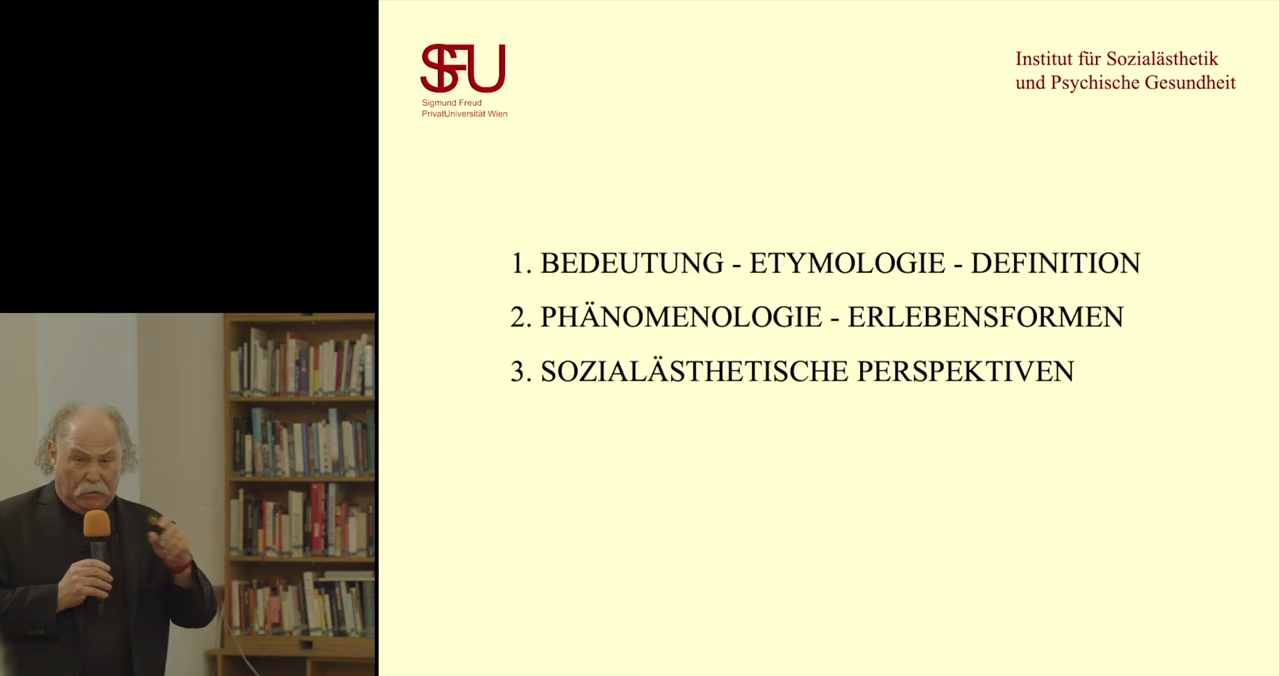 SFU
Sigmund Freud
PrivatUniversität Wien
Institut für Sozialästhetik
und Psychische Gesundheit
1. BEDEUTUNG - ETYMOLOGIE - DEFINITION
2. PHÄNOMENOLOGIE - ERLEBENSFORMEN
3. SOZIALÄSTHETISCHE PERSPEKTIVEN